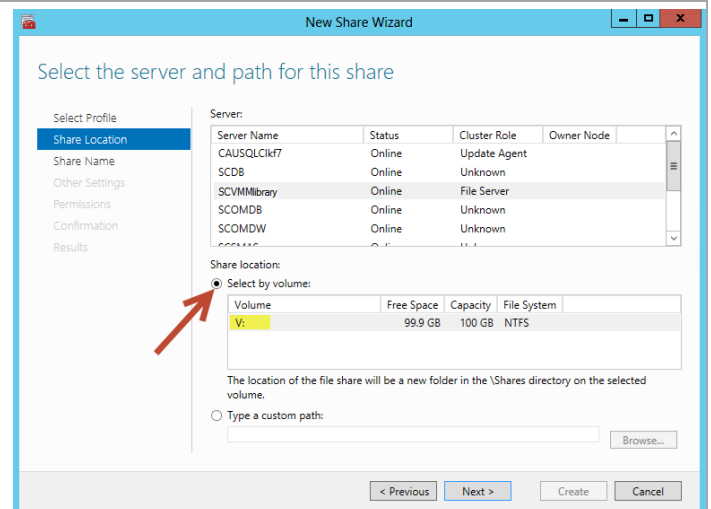 New Share Wizard
Select the server and path for this share
Select Profile
Share Location
Share Name
Other Settings
Permissions
Confirmation
Results
Server:
Server Name Status Cluster Role Owner Node
CAUSQLClkf7 Online Update Agent
SCDB Online Unknown
SCVMMlibrary Online File Server
SCOMDB Online Unknown
SCOMDW Online Unknown
Share location:
Select by volume:
Volume Free Space Capacity File System
V: 99.9 GB 100 GB NTFS
The location of the file share will be a new folder in the \Shares directory on the selected
volume.
Type a custom path:
Browse...
< Previous Next > Create Cancel